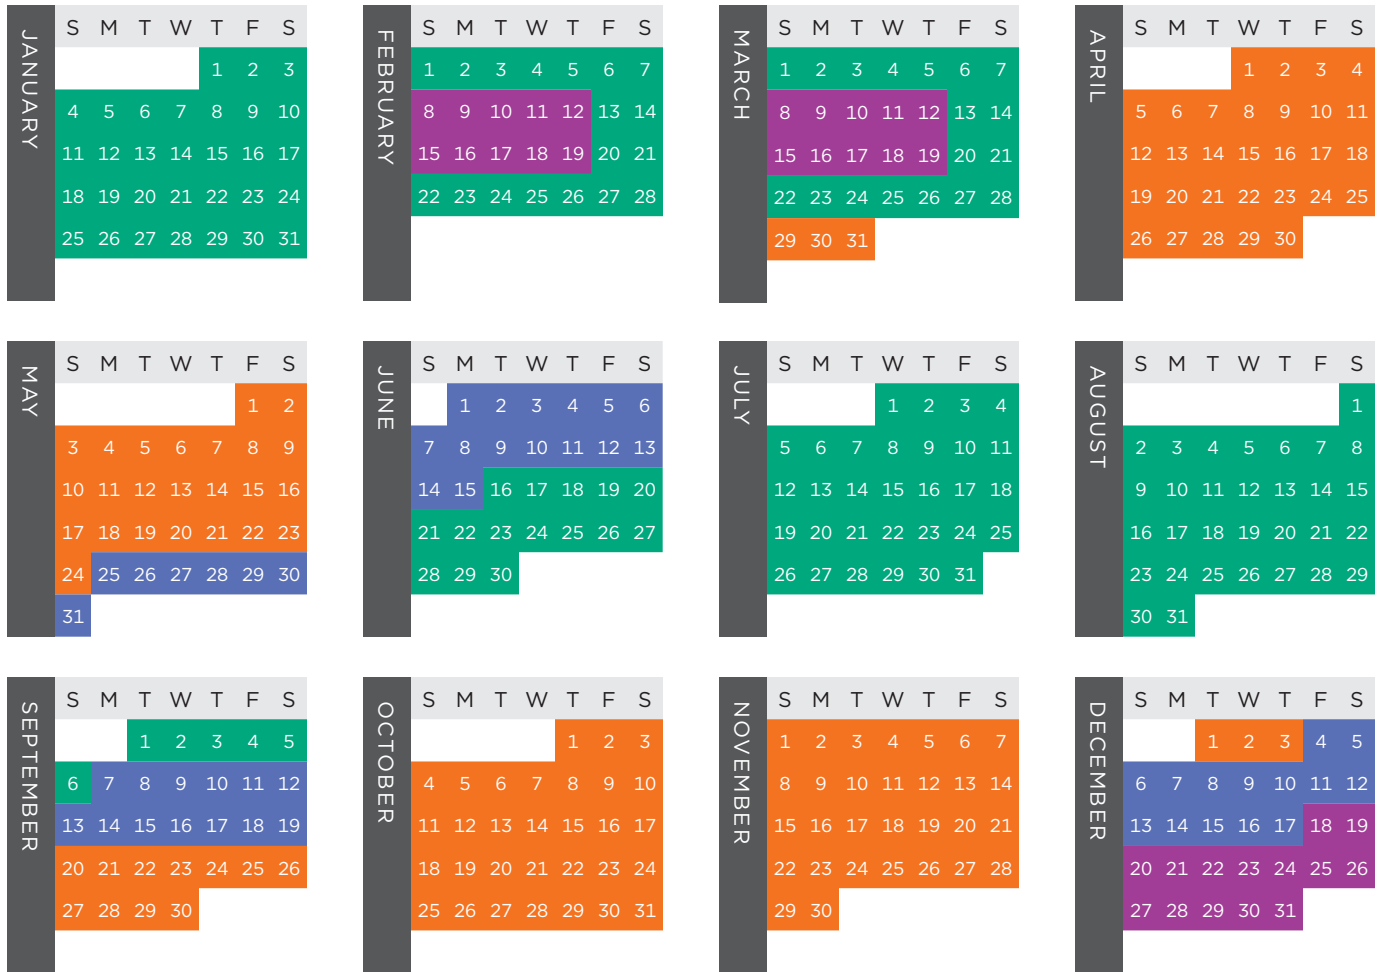 JANUARY
S M T W T F S
1 2 3
4 5 6 7 8 9 10
11 12 13 14 15 16 17
18 19 20 21 22 23 24
25 26 27 28 29 30 31
FEBRUARY
S M T W T F S
1 2 3 4 5 6 7
8 9 10 11 12 13 14
15 16 17 18 19 20 21
22 23 24 25 26 27 28
MARCH
S M T W T F S
1 2 3 4 5 6 7
8 9 10 11 12 13 14
15 16 17 18 19 20 21
22 23 24 25 26 27 28
29 30 31
APRIL
S M T W T F S
1 2 3 4
5 6 7 8 9 10 11
12 13 14 15 16 17 18
19 20 21 22 23 24 25
26 27 28 29 30
MAY
S M T W T F S
1 2
3 4 5 6 7 8 9
10 11 12 13 14 15 16
17 18 19 20 21 22 23
24 25 26 27 28 29 30
31
JUNE
S M T W T F S
1 2 3 4 5 6
7 8 9 10 11 12 13
14 15 16 17 18 19 20
21 22 23 24 25 26 27
28 29 30
JULY
S M T W T F S
1 2 3 4
5 6 7 8 9 10 11
12 13 14 15 16 17 18
19 20 21 22 23 24 25
26 27 28 29 30 31
AUGUST
S M T W T F S
1
2 3 4 5 6 7 8
9 10 11 12 13 14 15
16 17 18 19 20 21 22
23 24 25 26 27 28 29
30 31
SEPTEMBER
S M T W T F S
1 2 3 4 5
6 7 8 9 10 11 12
13 14 15 16 17 18 19
20 21 22 23 24 25 26
27 28 29 30
OCTOBER
S M T W T F S
1 2 3
4 5 6 7 8 9 10
11 12 13 14 15 16 17
18 19 20 21 22 23 24
25 26 27 28 29 30 31
NOVEMBER
S M T W T F S
1 2 3 4 5 6 7
8 9 10 11 12 13 14
15 16 17 18 19 20 21
22 23 24 25 26 27 28
29 30
DECEMBER
S M T W T F S
1 2 3 4 5
6 7 8 9 10 11 12
13 14 15 16 17 18 19
20 21 22 23 24 25 26
27 28 29 30 31